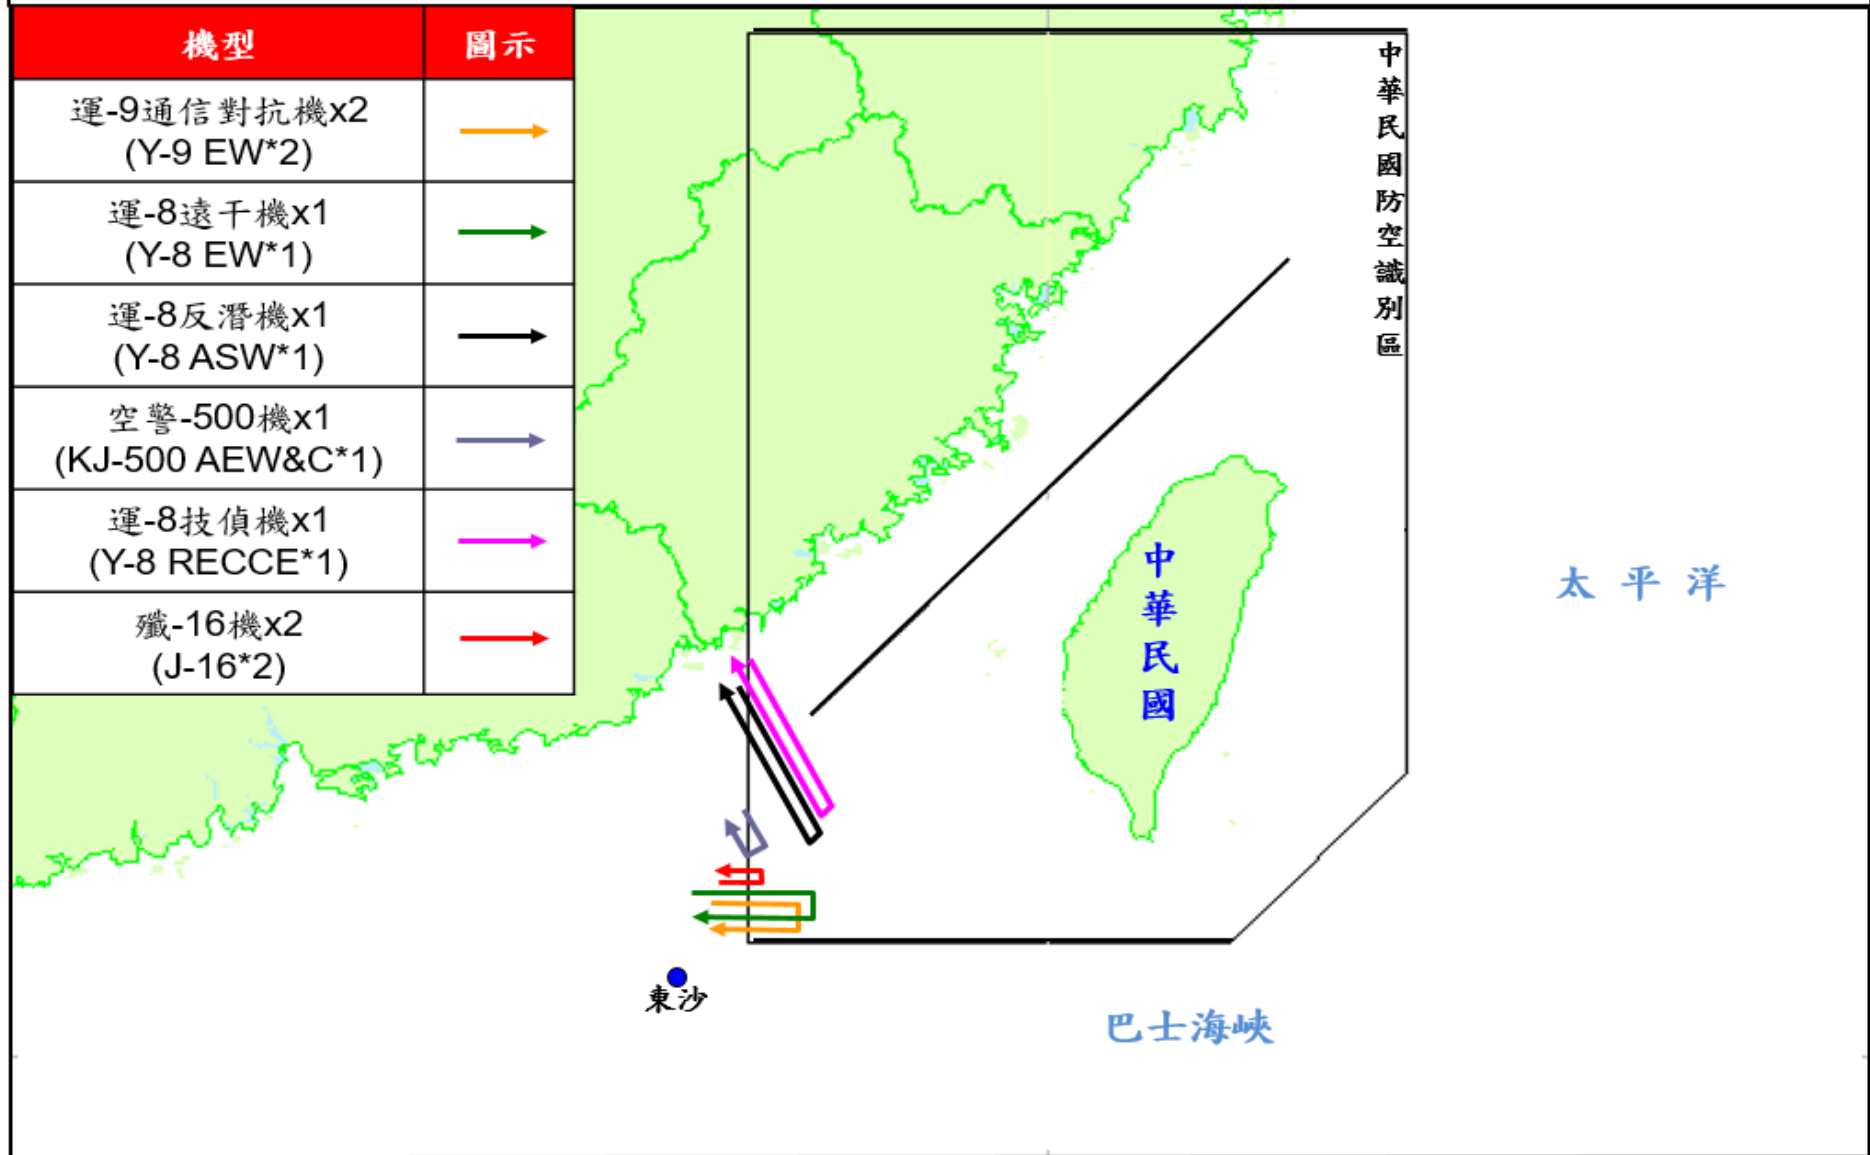 機型 圖示
運-9通信對抗機x2
(Y-9 EW*2)
運-8遠干機x1
(Y-8 EW*1)
運-8反潛機x1
(Y-8 ASW*1)
空警-500機x1
(KJ-500 AEW&C*1)
運-8技偵機x1
(Y-8 RECCE*1)
殲-16機x2
(J-16*2)
中華民國防空識別區
中華民國
太平洋
東沙
巴士海峽